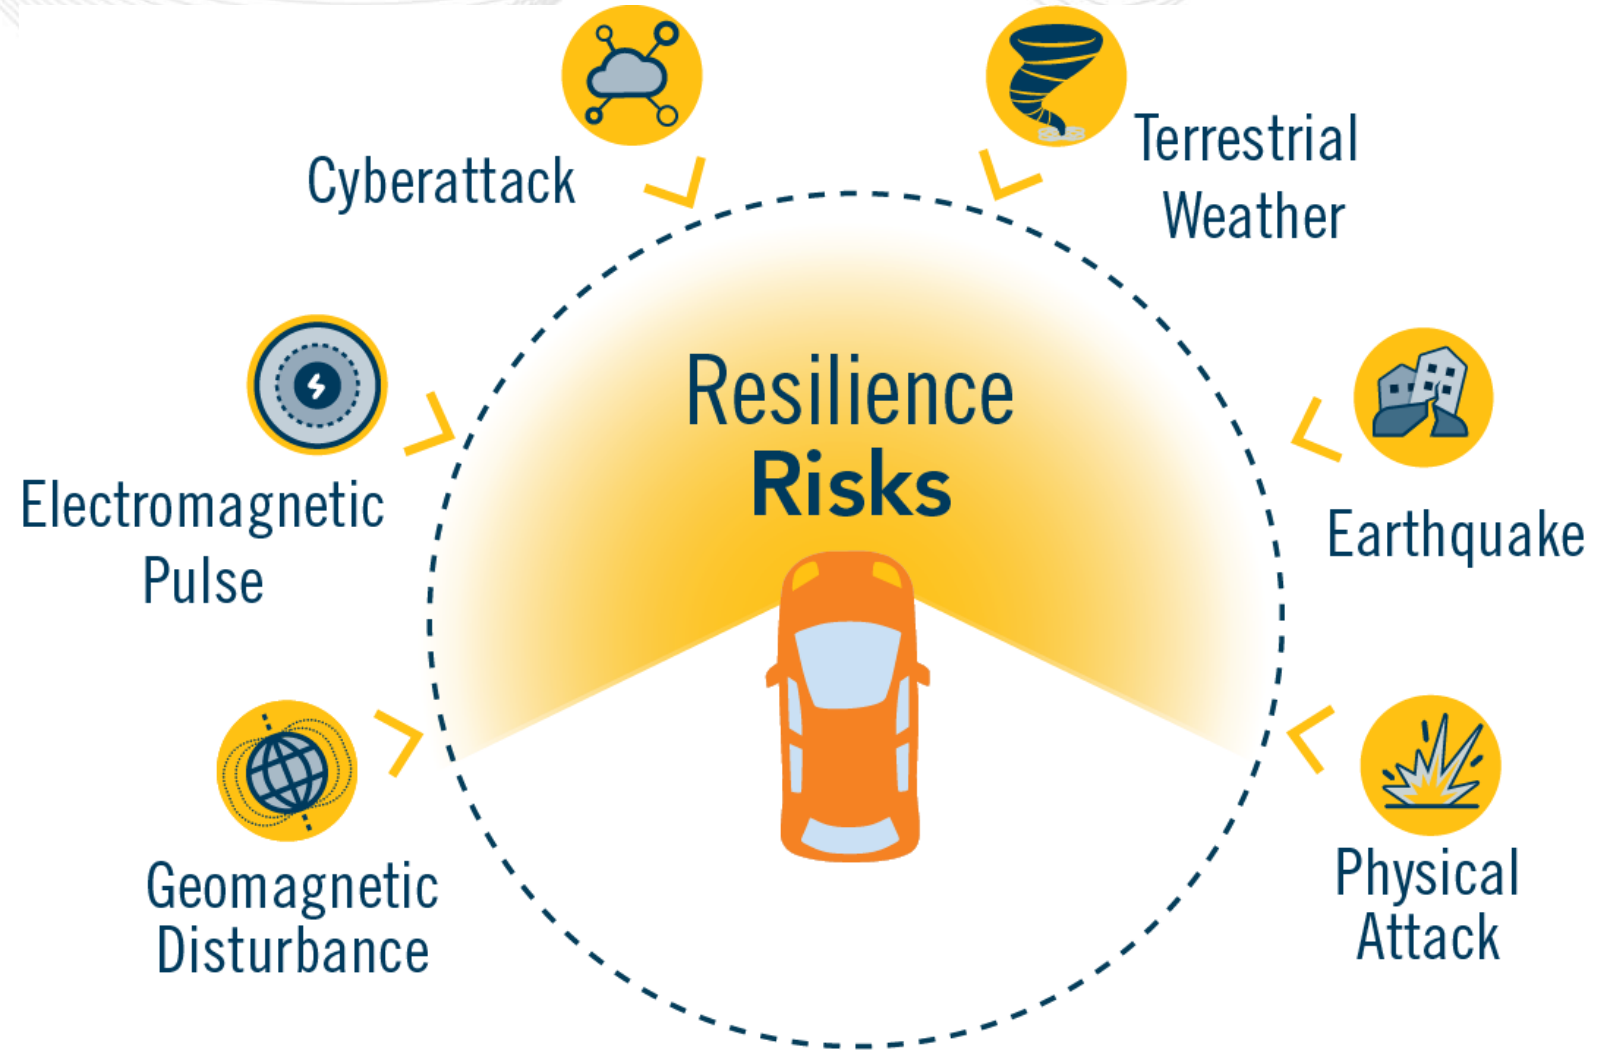 Cyberattack
Terrestrial
Weather
Resilience
Risks
Electromagnetic
Pulse
Earthquake
Geomagnetic
Disturbance
Physical
Attack